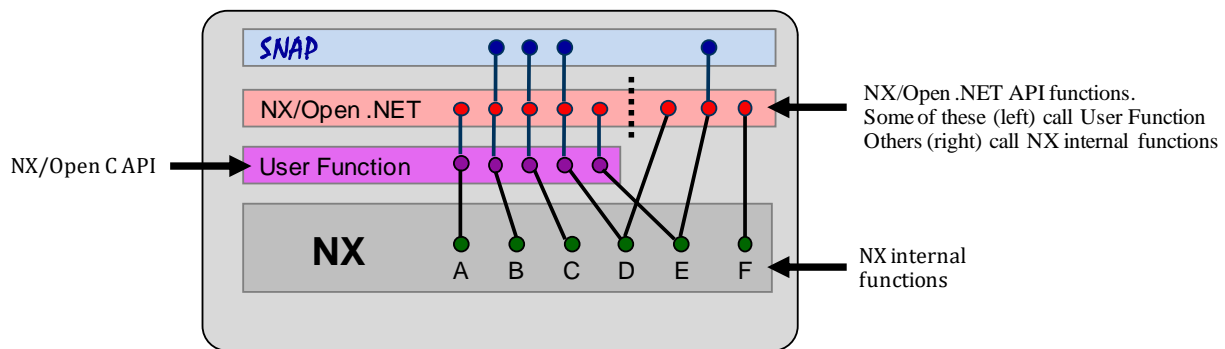 SNAP
NX/Open .NET
NX/Open .NET API functions.
Some of these (left) call User Function
Others (right) call NX internal functions
NX/Open C API
User Function
NX
A B C D E F
NX internal
functions